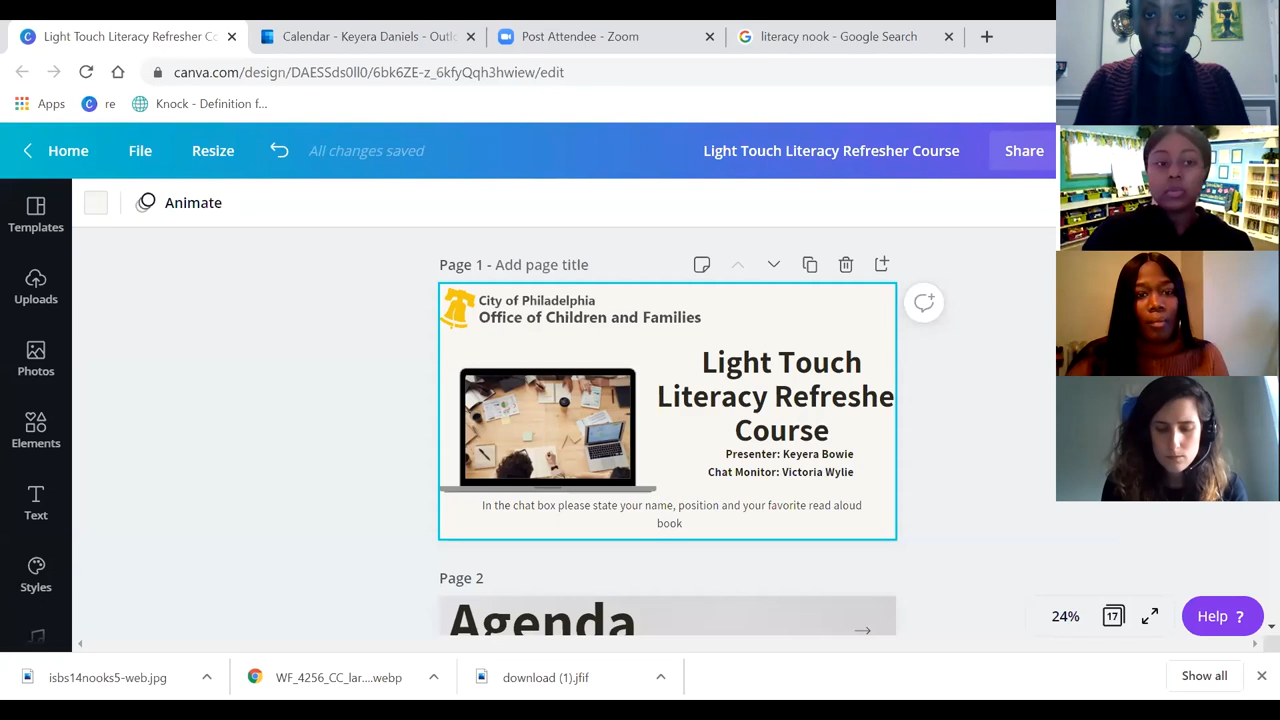 Light Touch Literacy Refresher Co
Calendar - Keyera Daniels - Outlo
Post Attendee - Zoom
literacy nook - Google Search
canva.com/design/DAESSds0ll0/6bk6ZE-z_6kfyQqh3hwiew/edit
Apps
re
Knock - Definition f...
Home
File
Resize
All changes saved
Light Touch Literacy Refresher Course
Share
Animate
Templates
Uploads
Photos
Elements
Text
Styles
Page 1 - Add page title
City of Philadelphia
Office of Children and Families
Light Touch
Literacy Refreshe
Course
Presenter: Keyera Bowie
Chat Monitor: Victoria Wylie
In the chat box please state your name, position and your favorite read aloud
book
Page 2
Agenda
24%
17
Help ?
isbs14nooks5-web.jpg
WF_4256_CC_lar....webp
download (1).jfif
Show all